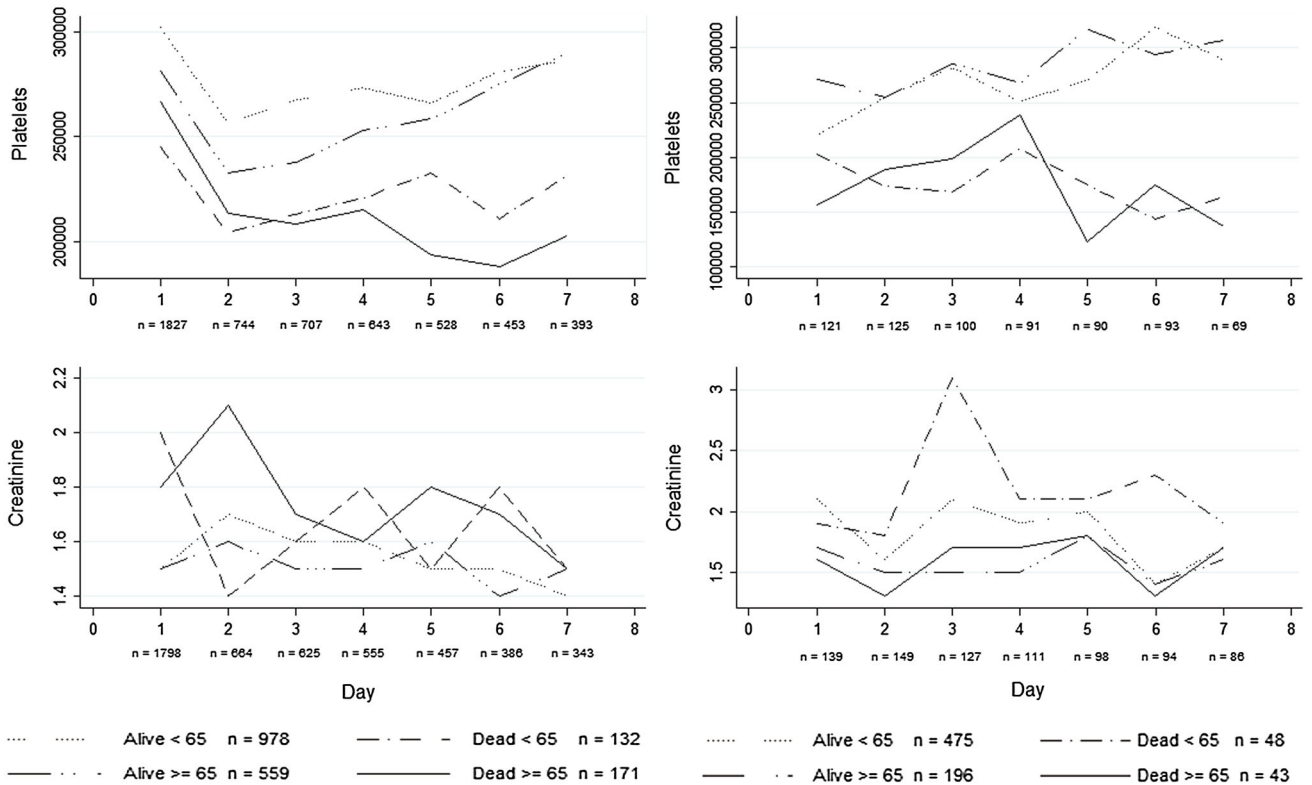 Platelets
300000
250000
200000
0 1 2 3 4 5 6 7 8
n = 1827 n = 744 n = 707 n = 643 n = 528 n = 453 n = 393
Platelets
300000
250000
200000
150000
100000
0 1 2 3 4 5 6 7 8
n = 121 n = 125 n = 100 n = 91 n = 90 n = 93 n = 69
Creatinine
2.2
2
1.8
1.6
1.4
0 1 2 3 4 5 6 7 8
n = 1798 n = 664 n = 625 n = 555 n = 457 n = 386 n = 343
Day
Creatinine
3
2.5
2
1.5
0 1 2 3 4 5 6 7 8
n = 139 n = 149 n = 127 n = 111 n = 98 n = 94 n = 86
Day
Alive < 65 n = 978 Dead < 65 n = 132
Alive >= 65 n = 559 Dead >= 65 n = 171
Alive < 65 n = 475 Dead < 65 n = 48
Alive >= 65 n = 196 Dead >= 65 n = 43